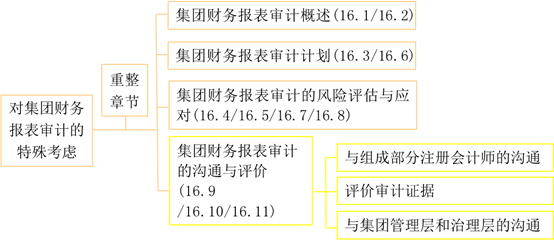 对集团财务
报表审计的
特殊考虑
重整
章节
集团财务报表审计概述(16.1/16.2)
集团财务报表审计计划(16.3/16.6)
集团财务报表审计的风险评估与应
对(16.4/16.5/16.7/16.8)
集团财务报表审计
的沟通与评价
(16.9
/16.10/16.11)
与组成部分注册会计师的沟通
评价审计证据
与集团管理层和治理层的沟通